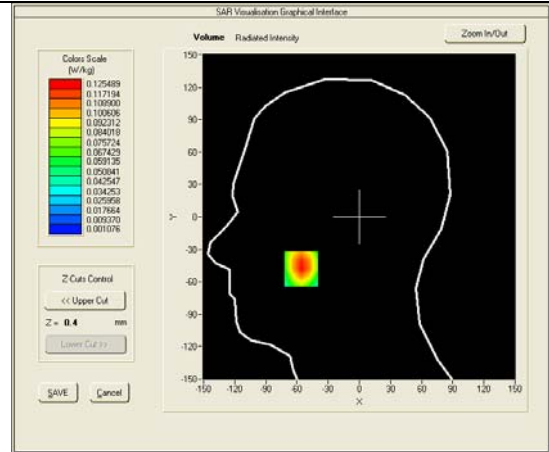 SAR Visualisation Graphical Interface
Volume Radiated Intensity
Zoom In/Out
Colors Scale
(W/kg)
0.125489
0.117194
0.108900
0.100606
0.092312
0.084018
0.075724
0.067429
0.059135
0.050841
0.042547
0.034253
0.025958
0.017664
0.009370
0.001076
Z Cuts Control
<< Upper Cut
Z = 0.4 mm
Lower Cut >>
SAVE
Cancel
150
120
90
60
30
0
-30
-60
-90
-120
-150
Y
-150 -120 -90 -60 -30 0 30 60 90 120 150
X